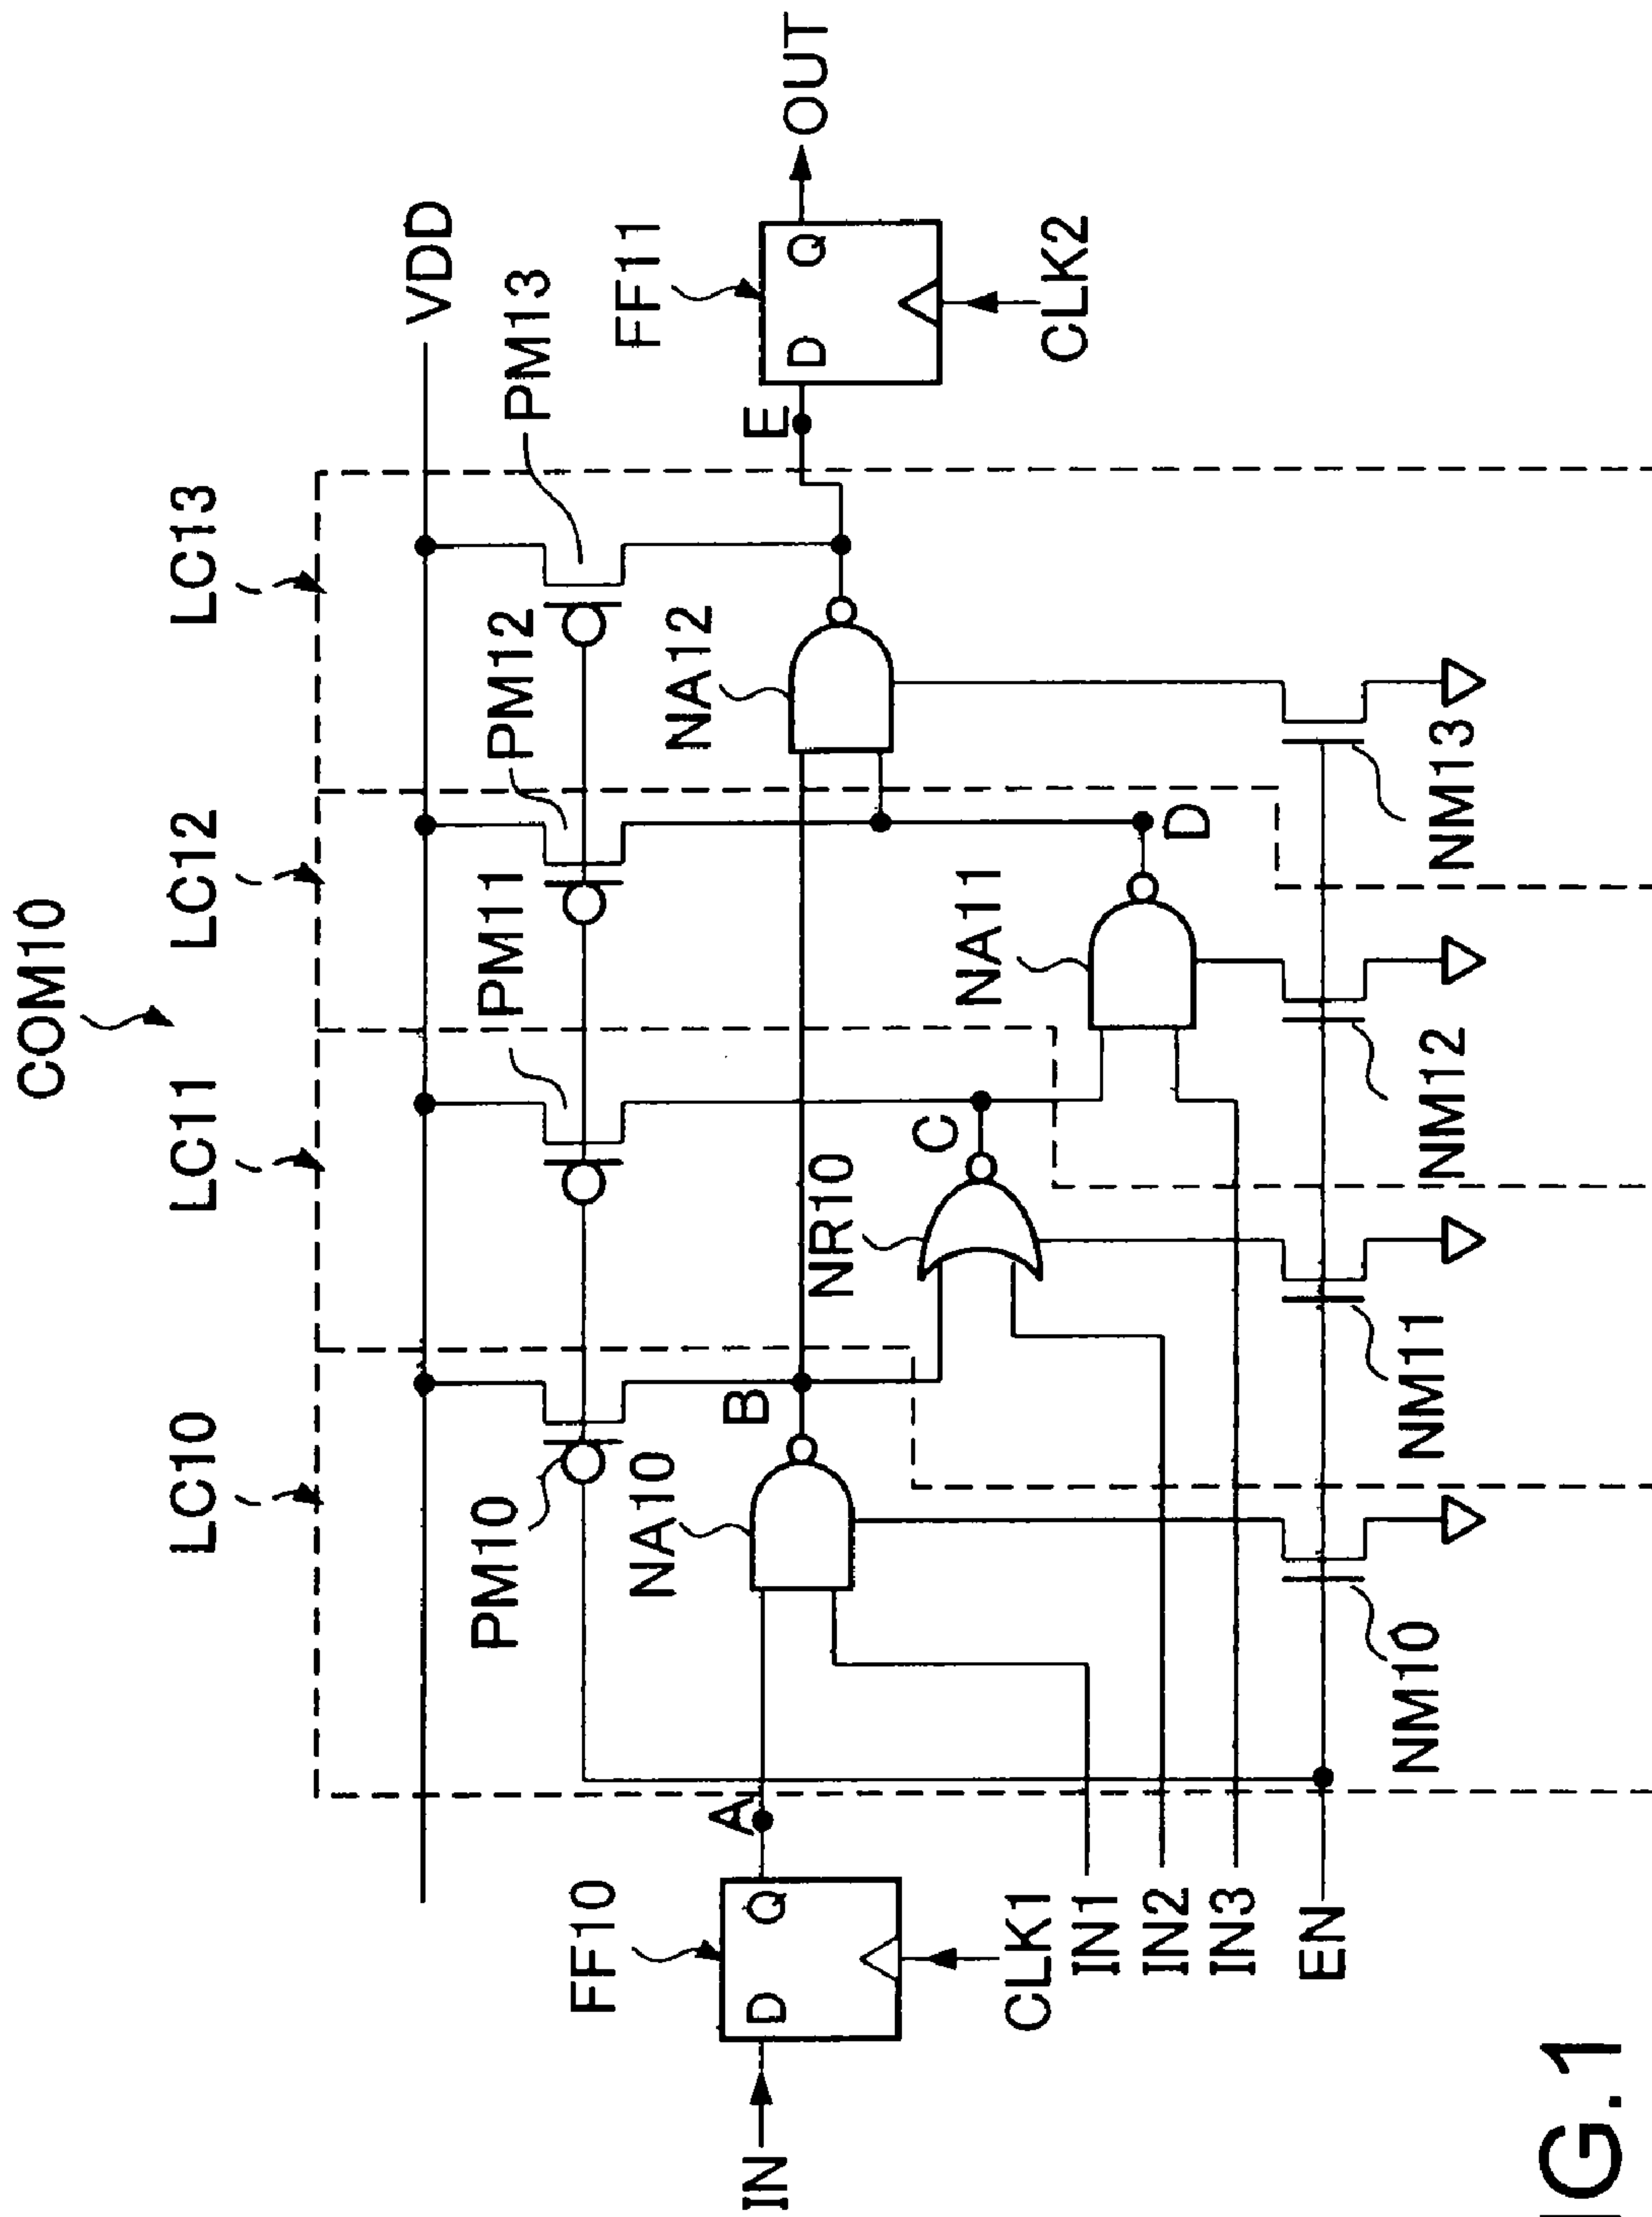 COM10
LC10
LC11
LC12
LC13
VDD
PM10
PM11
PM12
PM13
FF10
D
Q
A
NA10
B
NR10
C
NA11
D
NA12
E
FF11
D
Q
OUT
IN
CLK1
CLK2
IN1
IN2
IN3
EN
NM10
NM11
NM12
NM13